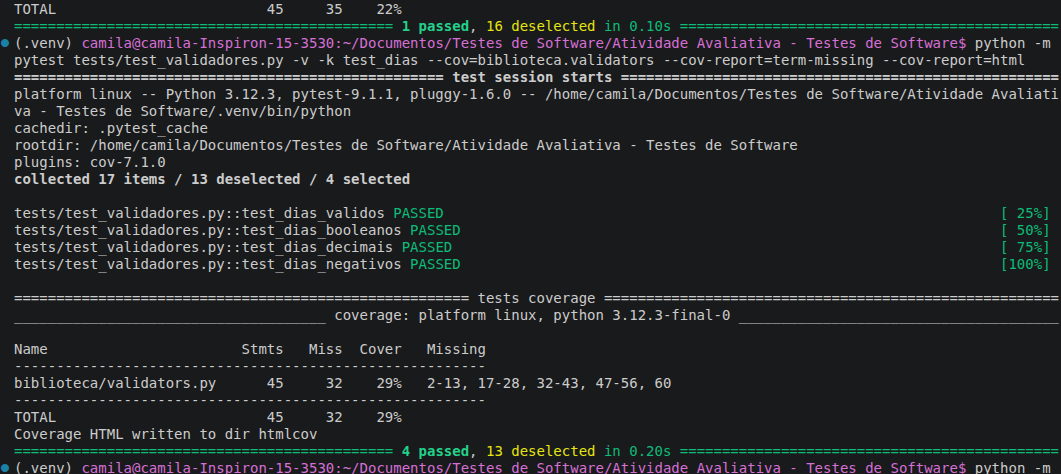 TOTAL 45 35 22%
============================================= 1 passed, 16 deselected in 0.10s =============================================
(.venv) camila@camila-Inspiron-15-3530:~/Documentos/Testes de Software/Atividade Avaliativa - Testes de Software$ python -m
pytest tests/test_validadores.py -v -k test_dias --cov=biblioteca.validators --cov-report=term-missing --cov-report=html
=================================================== test session starts ====================================================
platform linux -- Python 3.12.3, pytest-9.1.1, pluggy-1.6.0 -- /home/camila/Documentos/Testes de Software/Atividade Avaliati
va - Testes de Software/.venv/bin/python
cachedir: .pytest_cache
rootdir: /home/camila/Documentos/Testes de Software/Atividade Avaliativa - Testes de Software
plugins: cov-7.1.0
collected 17 items / 13 deselected / 4 selected
tests/test_validadores.py::test_dias_validos PASSED [ 25%]
tests/test_validadores.py::test_dias_booleanos PASSED [ 50%]
tests/test_validadores.py::test_dias_decimais PASSED [ 75%]
tests/test_validadores.py::test_dias_negativos PASSED [100%]
====================================================== tests coverage ======================================================
_____________________________________ coverage: platform linux, python 3.12.3-final-0 ______________________________________
Name Stmts Miss Cover Missing
--------------------------------------------------------
biblioteca/validators.py 45 32 29% 2-13, 17-28, 32-43, 47-56, 60
--------------------------------------------------------
TOTAL 45 32 29%
Coverage HTML written to dir htmlcov
============================================= 4 passed, 13 deselected in 0.20s =============================================
(.venv) camila@camila-Inspiron-15-3530:~/Documentos/Testes de Software/Atividade Avaliativa - Testes de Software$ python -m